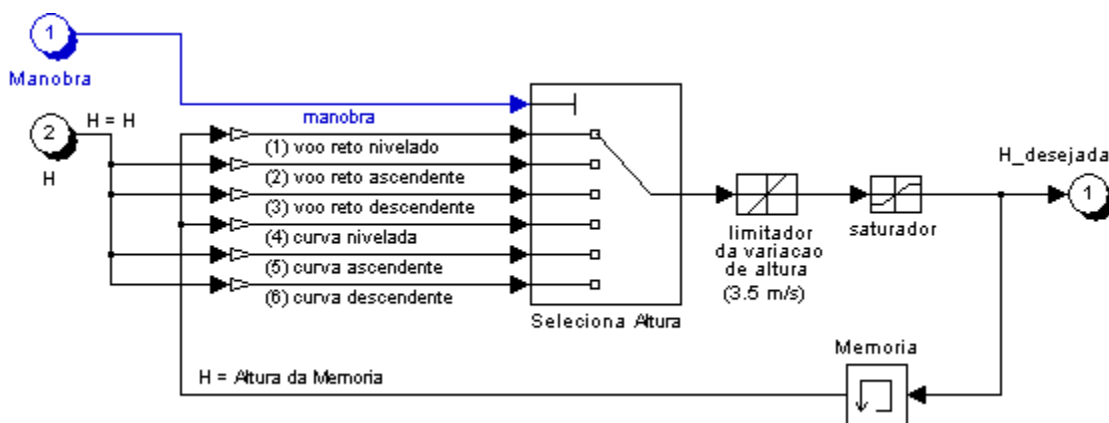 1
Manobra
2
H
H = H
manobra
(1) voo reto nivelado
(2) voo reto ascendente
(3) voo reto descendente
(4) curva nivelada
(5) curva ascendente
(6) curva descendente
Seleciona Altura
limitador
da variacao
de altura
(3.5 m/s)
saturador
H_desejada
1
Memoria
H = Altura da Memoria